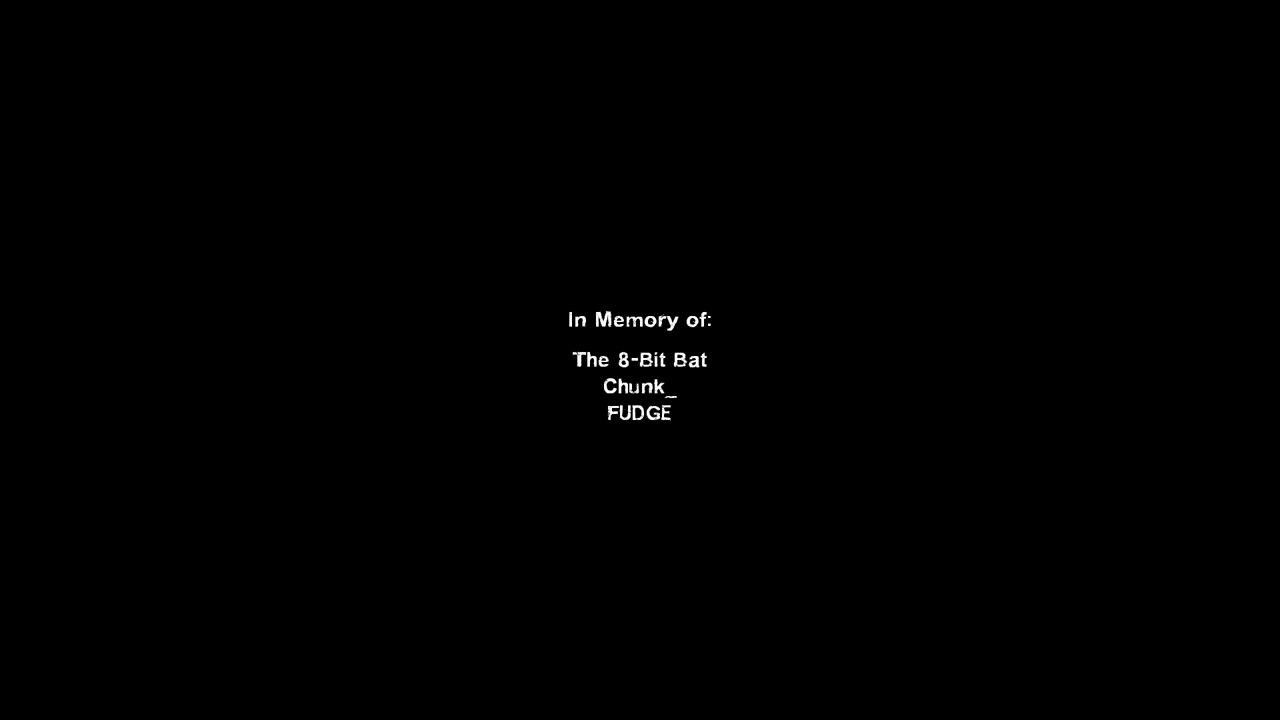 In Memory of:
The 8-Bit Bat
Chunk_
FUDGE